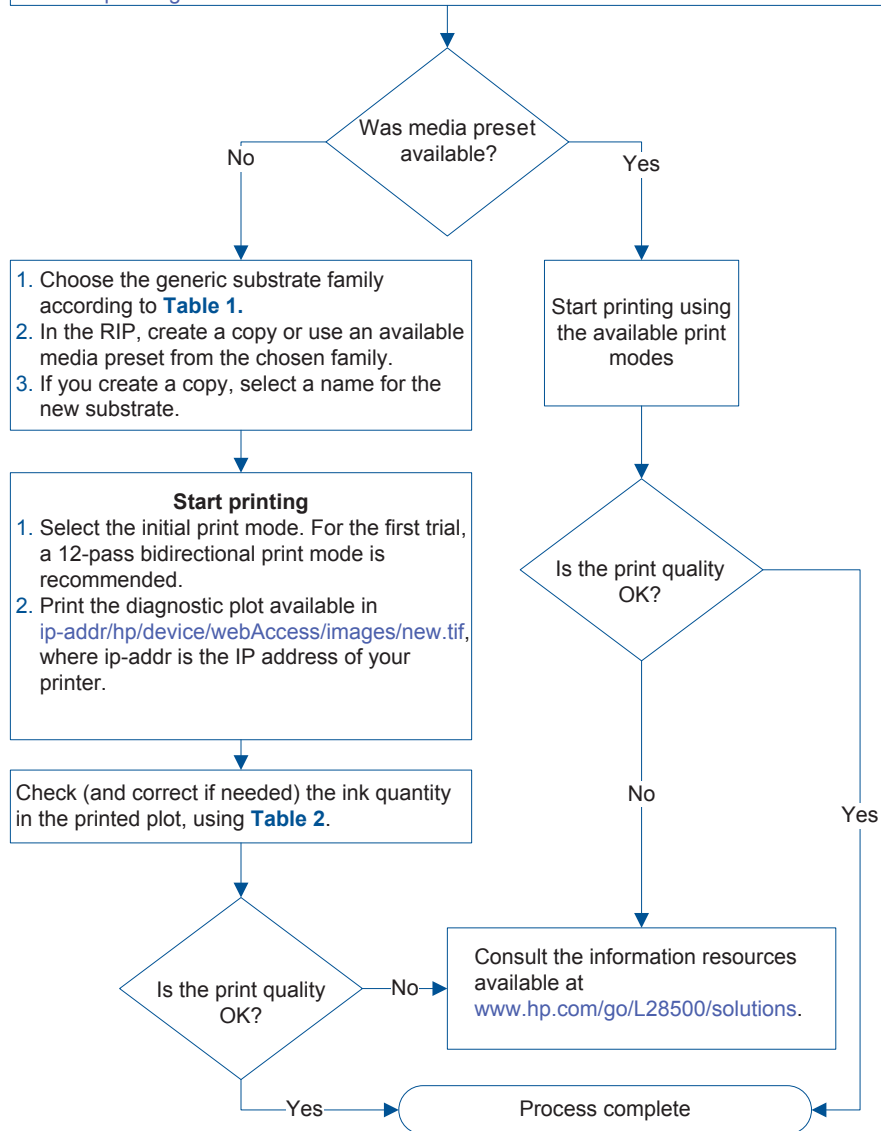 Was media preset
available?
No
Yes
1. Choose the generic substrate family
according to Table 1.
2. In the RIP, create a copy or use an available
media preset from the chosen family.
3. If you create a copy, select a name for the
new substrate.
Start printing using
the available print
modes
Start printing
1. Select the initial print mode. For the first trial,
a 12-pass bidirectional print mode is
recommended.
2. Print the diagnostic plot available in
ip-addr/hp/device/webAccess/images/new.tif,
where ip-addr is the IP address of your
printer.
Is the print quality
OK?
No
Yes
Check (and correct if needed) the ink quantity
in the printed plot, using Table 2.
Is the print quality
OK?
No
Consult the information resources
available at
www.hp.com/go/L28500/solutions.
Yes
Process complete